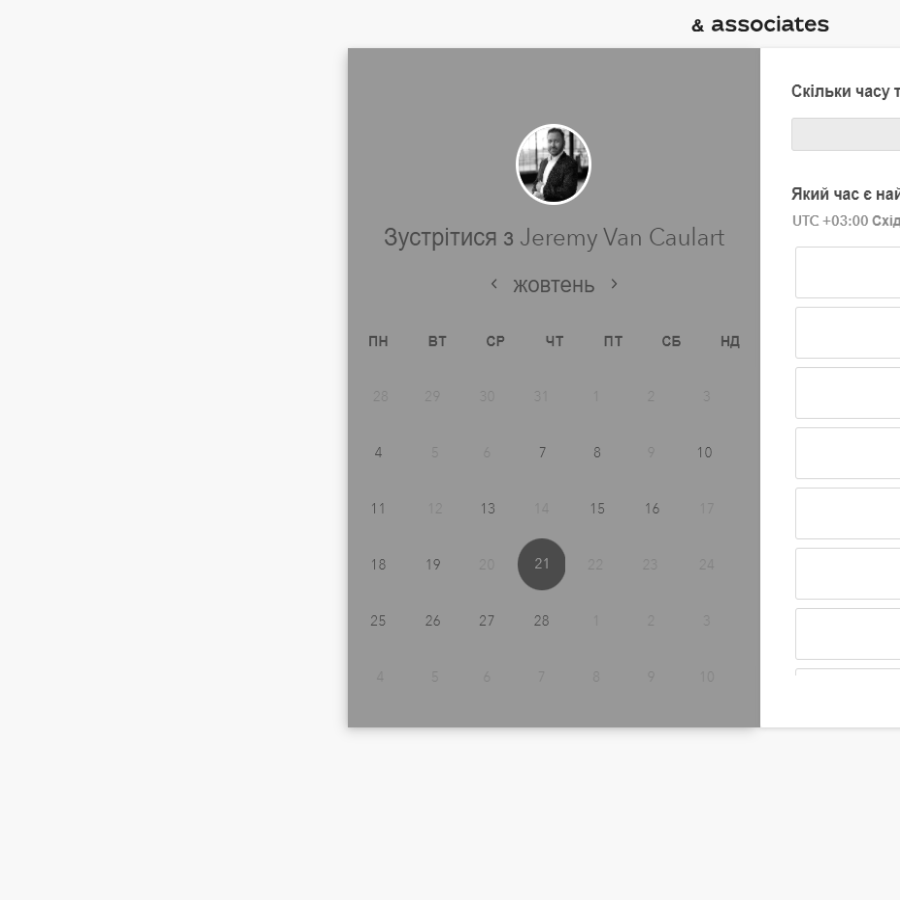 & associates
Зустрітися з Jeremy Van Caulart
жовтень
ПН ВТ СР ЧТ ПТ СБ НД
28 29 30 31 1 2 3
4 5 6 7 8 9 10
11 12 13 14 15 16 17
18 19 20 21 22 23 24
25 26 27 28 1 2 3
4 5 6 7 8 9 10
Скільки часу т
Який час є най
UTC +03:00 Схід